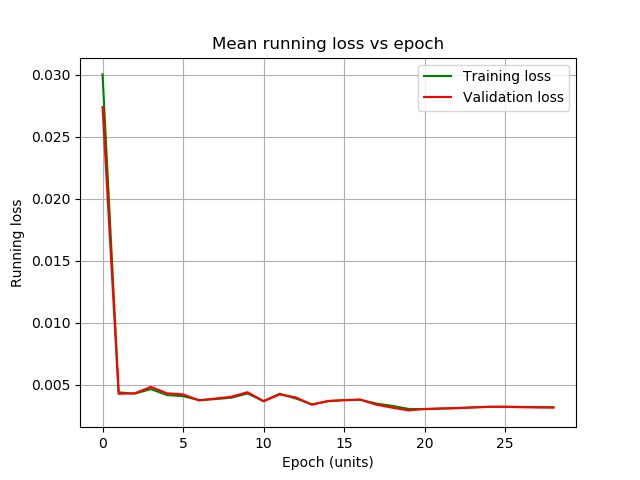 Mean running loss vs epoch
Training loss
Validation loss
0.030
0.025
0.020
0.015
0.010
0.005
Running loss
0 5 10 15 20 25
Epoch (units)